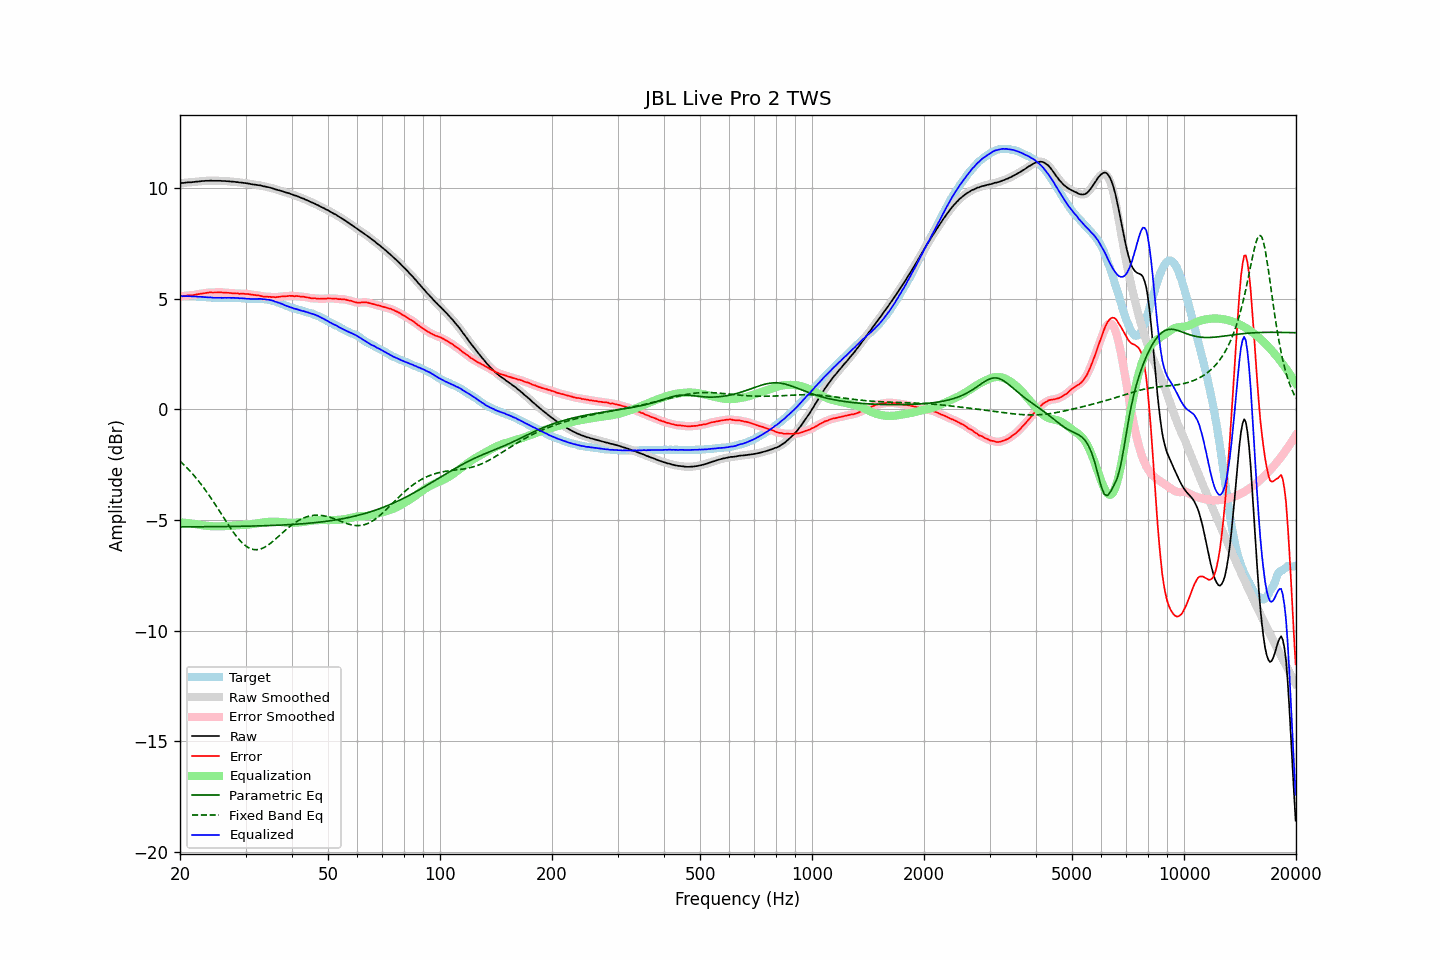 JBL Live Pro 2 TWS
Amplitude (dBr)
10
5
0
−5
−10
−15
−20
Target
Raw Smoothed
Error Smoothed
Raw
Error
Equalization
Parametric Eq
Fixed Band Eq
Equalized
20 50 100 200 500 1000 2000 5000 10000 20000
Frequency (Hz)